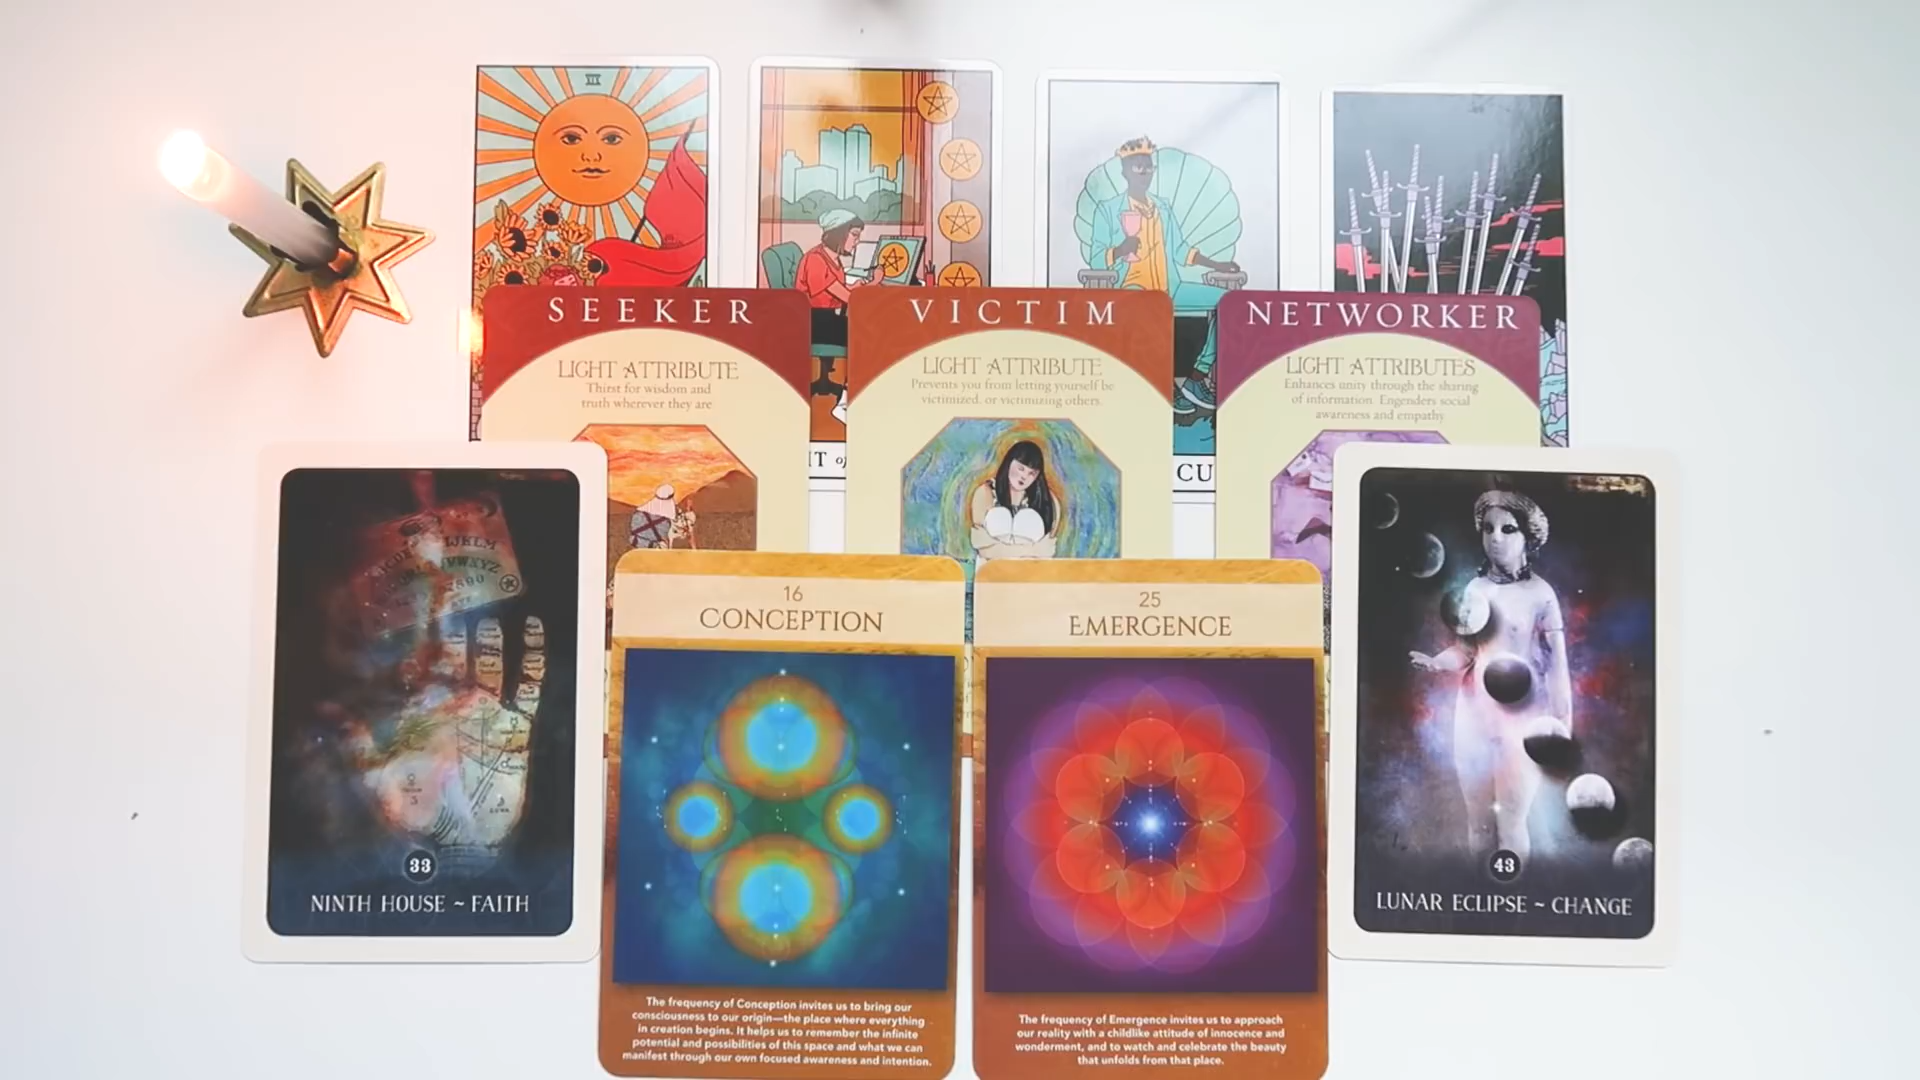 SEEKER
LIGHT ATTRIBUTE
Thirst for wisdom and
truth wherever they are
VICTIM
LIGHT ATTRIBUTE
Prevents you from letting yourself be
victimized, or victimizing others.
NETWORKER
LIGHT ATTRIBUTES
Enhances unity through the sharing
of information. Engenders social
awareness and empathy
IT of
CU
33
NINTH HOUSE ~ FAITH
16
CONCEPTION
The frequency of Conception invites us to bring our
consciousness to our origin—the place where everything
in creation begins. It helps us to remember the infinite
potential and possibilities of this space and what we can
manifest through our own focused awareness and intention.
25
EMERGENCE
The frequency of Emergence invites us to approach
our reality with a childlike attitude of innocence and
wonderment, and to watch and celebrate the beauty
that unfolds from that place.
43
LUNAR ECLIPSE ~ CHANGE